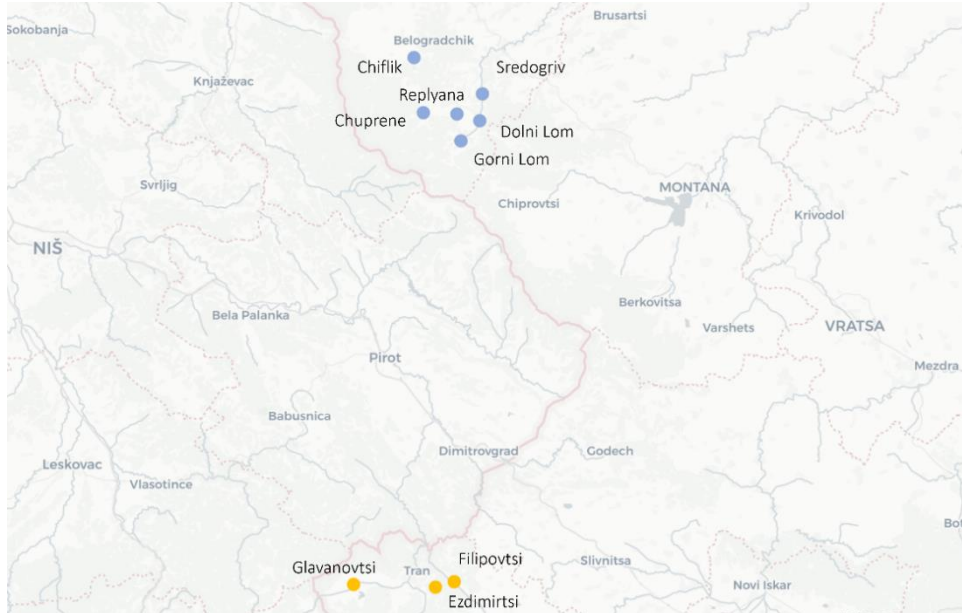 Brusartsi
Sokobanja
Belogradchik
Chiflik
Sredogriv
Knjaževac
Replyana
Chuprene
Dolni Lom
Gorni Lom
Svrljig
MONTANA
Chiprovtsi
Krivodol
NIŠ
Berkovitsa
Bela Palanka
Varshets
VRATSA
Pirot
Mezdra
Babusnica
Dimitrovgrad
Godech
Leskovac
Vlasotince
Bot
Filipovtsi
Slivnitsa
Glavanovtsi
Tran
Novi Iskar
Ezdimirtsi